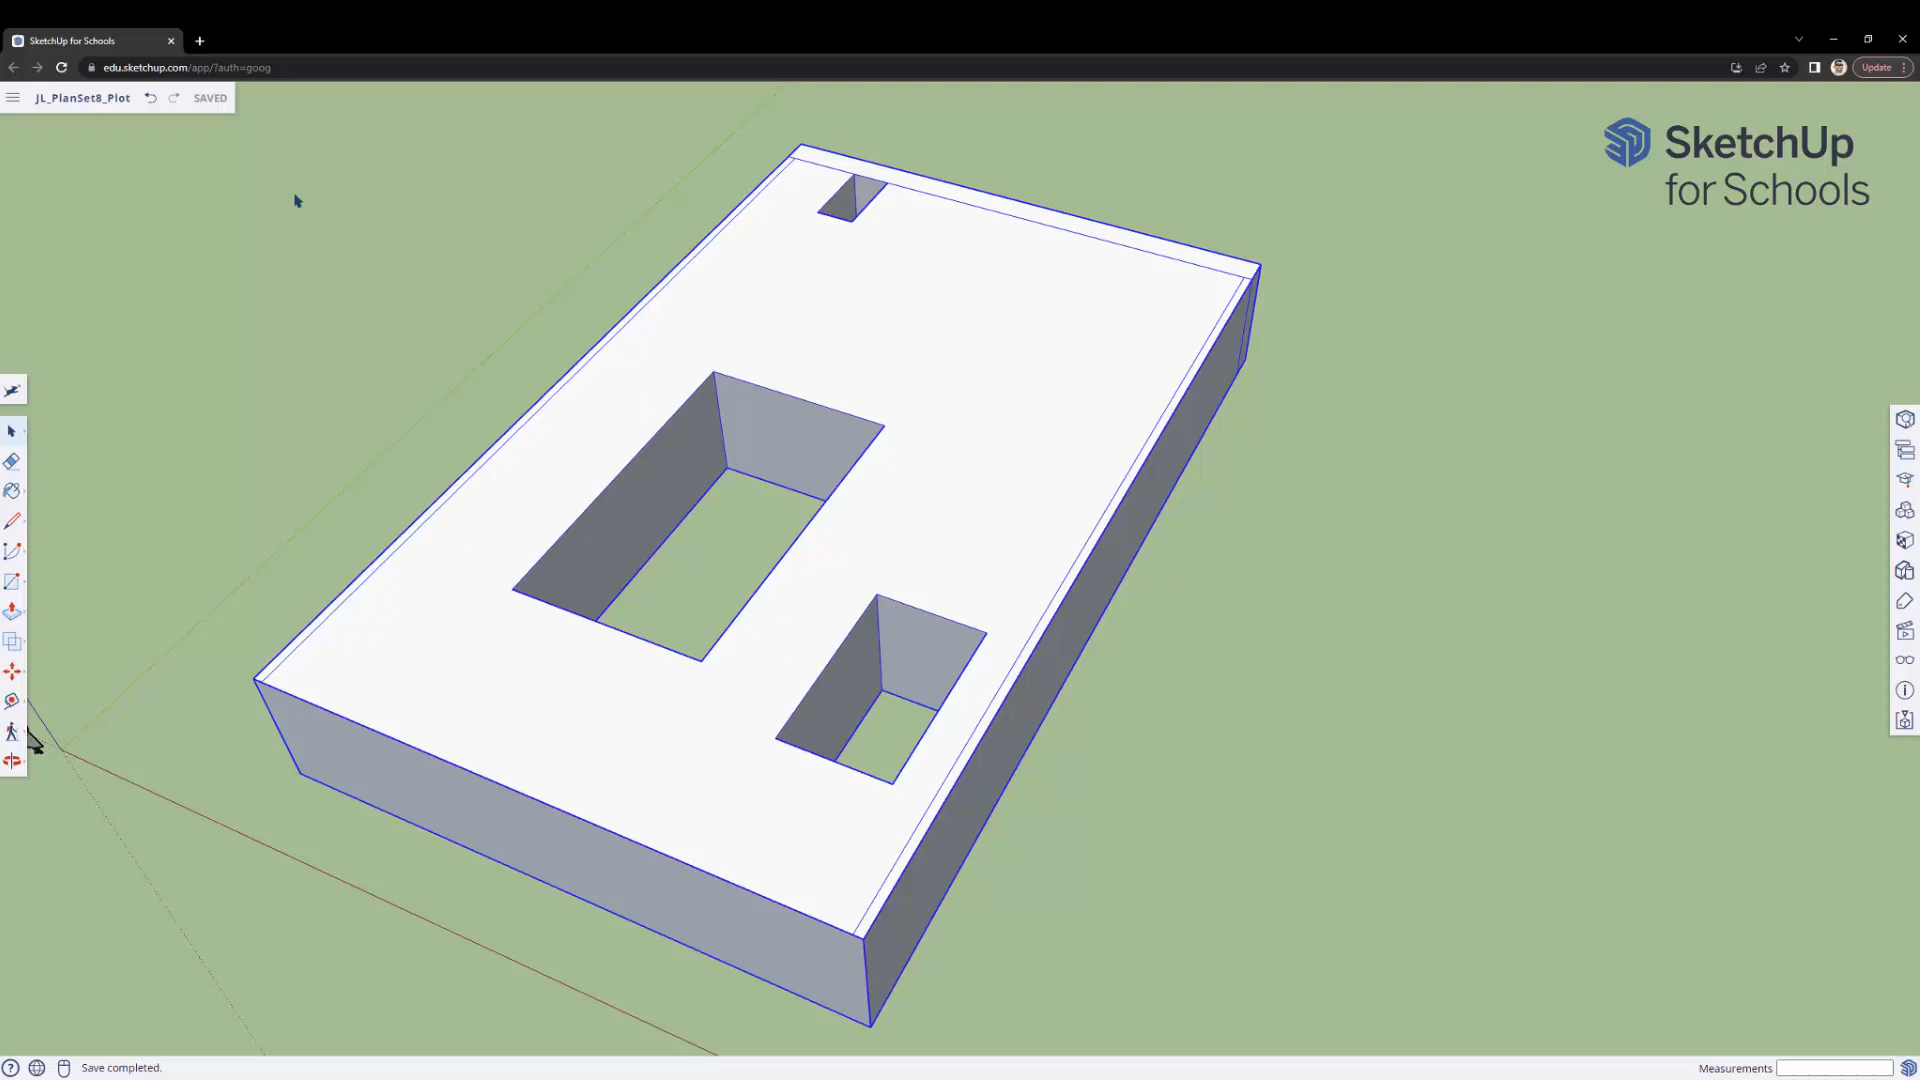 SketchUp for Schools
edu.sketchup.com/app/?auth=goog
Update
JL_PlanSet8_Plot
SAVED
SketchUp
for Schools
Save completed.
Measurements